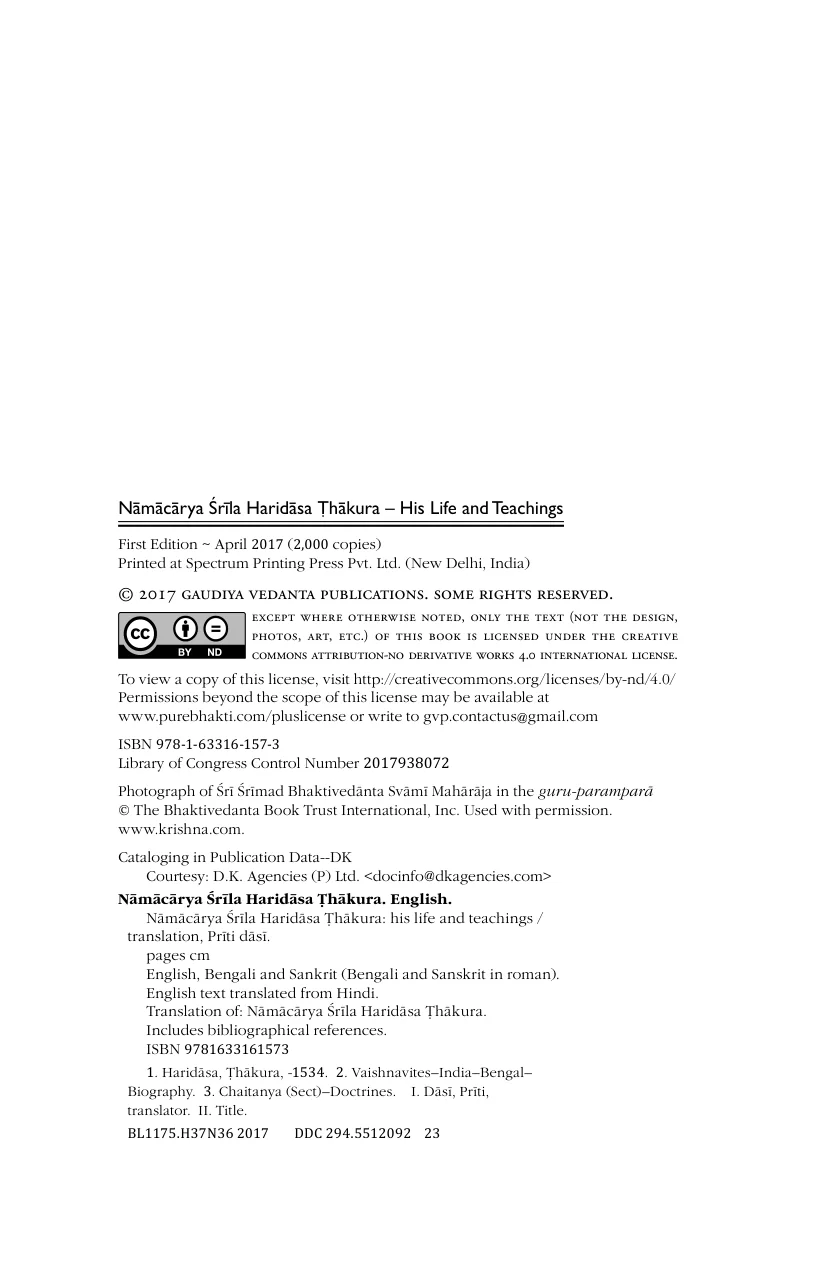 Nāmācārya Śrīla Haridāsa Ṭhākura – His Life and Teachings
First Edition ~ April 2017 (2,000 copies)
Printed at Spectrum Printing Press Pvt. Ltd. (New Delhi, India)
© 2017 GAUDIYA VEDANTA PUBLICATIONS. SOME RIGHTS RESERVED.
EXCEPT WHERE OTHERWISE NOTED, ONLY THE TEXT (NOT THE DESIGN,
PHOTOS, ART, ETC.) OF THIS BOOK IS LICENSED UNDER THE CREATIVE
COMMONS ATTRIBUTION-NO DERIVATIVE WORKS 4.0 INTERNATIONAL LICENSE.
cc BY ND
To view a copy of this license, visit http://creativecommons.org/licenses/by-nd/4.0/
Permissions beyond the scope of this license may be available at
www.purebhakti.com/pluslicense or write to gvp.contactus@gmail.com
ISBN 978-1-63316-157-3
Library of Congress Control Number 2017938072
Photograph of Śrī Śrīmad Bhaktivedānta Svāmī Mahārāja in the guru-paramparā
© The Bhaktivedanta Book Trust International, Inc. Used with permission.
www.krishna.com.
Cataloging in Publication Data--DK
Courtesy: D.K. Agencies (P) Ltd. <docinfo@dkagencies.com>
Nāmācārya Śrīla Haridāsa Ṭhākura. English.
Nāmācārya Śrīla Haridāsa Ṭhākura: his life and teachings /
translation, Prīti dāsī.
pages cm
English, Bengali and Sankrit (Bengali and Sanskrit in roman).
English text translated from Hindi.
Translation of: Nāmācārya Śrīla Haridāsa Ṭhākura.
Includes bibliographical references.
ISBN 9781633161573
1. Haridāsa, Ṭhākura, -1534. 2. Vaishnavites–India–Bengal–
Biography. 3. Chaitanya (Sect)–Doctrines. I. Dāsī, Prīti,
translator. II. Title.
BL1175.H37N36 2017 DDC 294.5512092 23